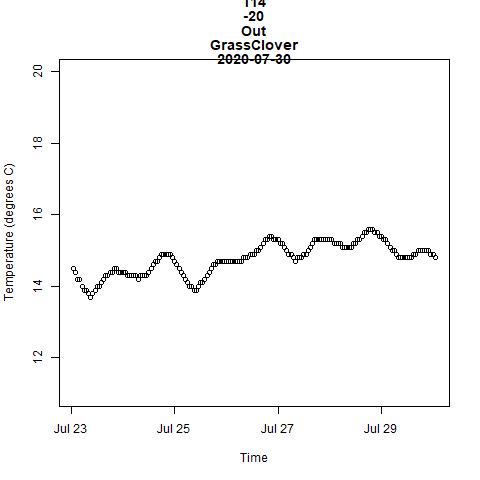 114
-20
Out
GrassClover
2020-07-30
Temperature (degrees C)
20
18
16
14
12
Jul 23
Jul 25
Jul 27
Jul 29
Time